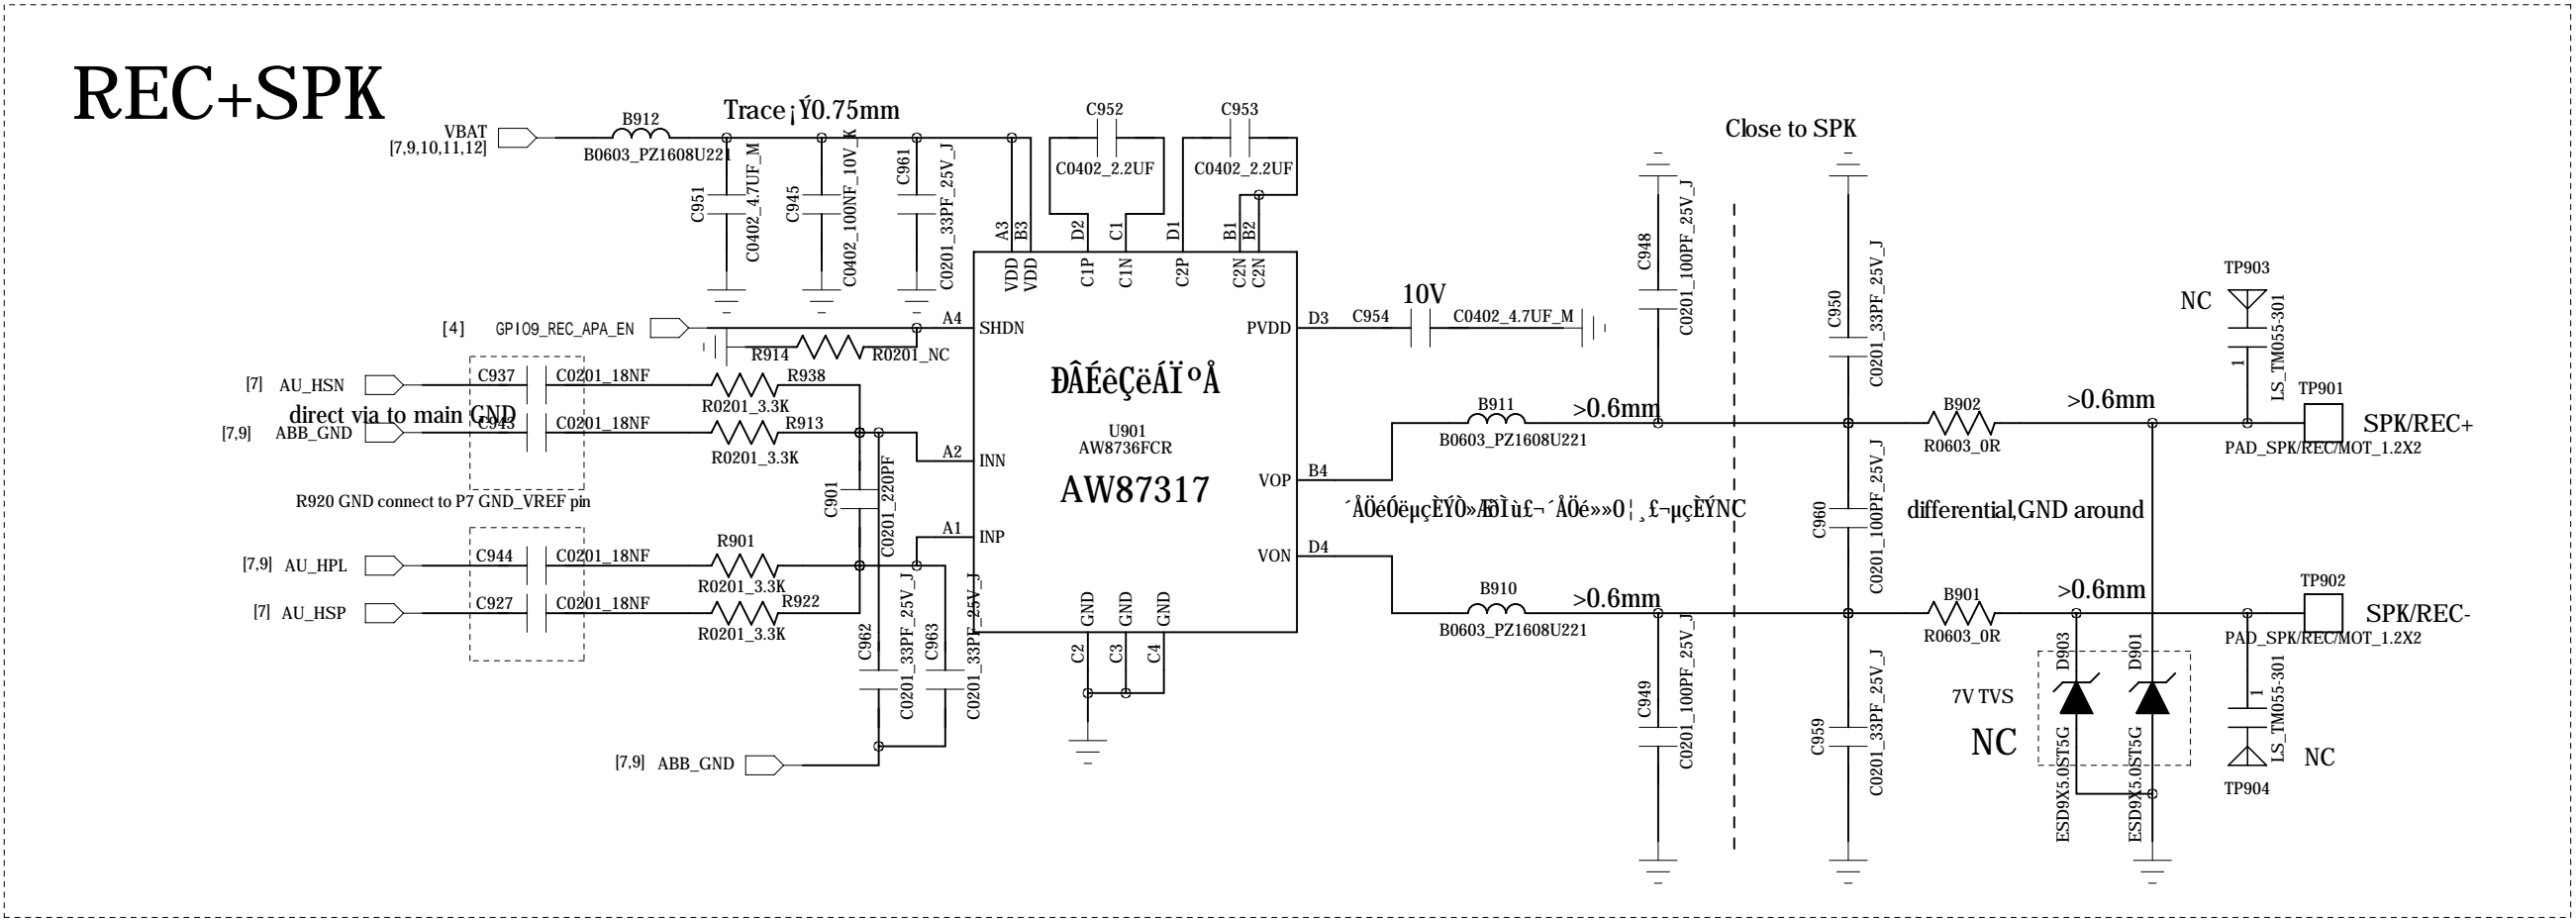 REC+SPK
VBAT
[7,9,10,11,12]
B912
B0603_PZ1608U221
Trace¡Ý0.75mm
C951
C0402_4.7UF_M
C945
C0402_100NF_10V_K
C961
C0201_33PF_25V_J
C952
C0402_2.2UF
C953
C0402_2.2UF
A3
B3
D2
C1
D1
B1
B2
VDD
VDD
C1P
C1N
C2P
C2N
C2N
[4] GPIO9_REC_APA_EN
A4
SHDN
R914
R0201_NC
[7] AU_HSN
C937
C0201_18NF
R938
R0201_3.3K
direct via to main GND
[7,9] ABB_GND
C943
C0201_18NF
R913
R0201_3.3K
A2
INN
R920 GND connect to P7 GND_VREF pin
C901
C0201_220PF
A1
INP
[7,9] AU_HPL
C944
C0201_18NF
R901
R0201_3.3K
[7] AU_HSP
C927
C0201_18NF
R922
R0201_3.3K
C962
C0201_33PF_25V_J
C963
C0201_33PF_25V_J
[7,9] ABB_GND
ÐÂÉêÇëÁÏºÅ
U901
AW8736FCR
AW87317
GND
GND
GND
C2
C3
C4
PVDD
D3
C954
10V
C0402_4.7UF_M
VOP
B4
VON
D4
B911
B0603_PZ1608U221
>0.6mm
B910
B0603_PZ1608U221
>0.6mm
C948
C0201_100PF_25V_J
C949
C0201_100PF_25V_J
Close to SPK
C950
C0201_33PF_25V_J
C960
C0201_100PF_25V_J
C959
C0201_33PF_25V_J
differential,GND around
B902
R0603_0R
>0.6mm
B901
R0603_0R
>0.6mm
TP903
NC
1
LS_TM055-301
TP901
SPK/REC+
PAD_SPK/REC/MOT_1.2X2
TP902
SPK/REC-
PAD_SPK/REC/MOT_1.2X2
D903
D901
7V TVS
NC
ESD9X5.0ST5G
ESD9X5.0ST5G
1
LS_TM055-301
NC
TP904